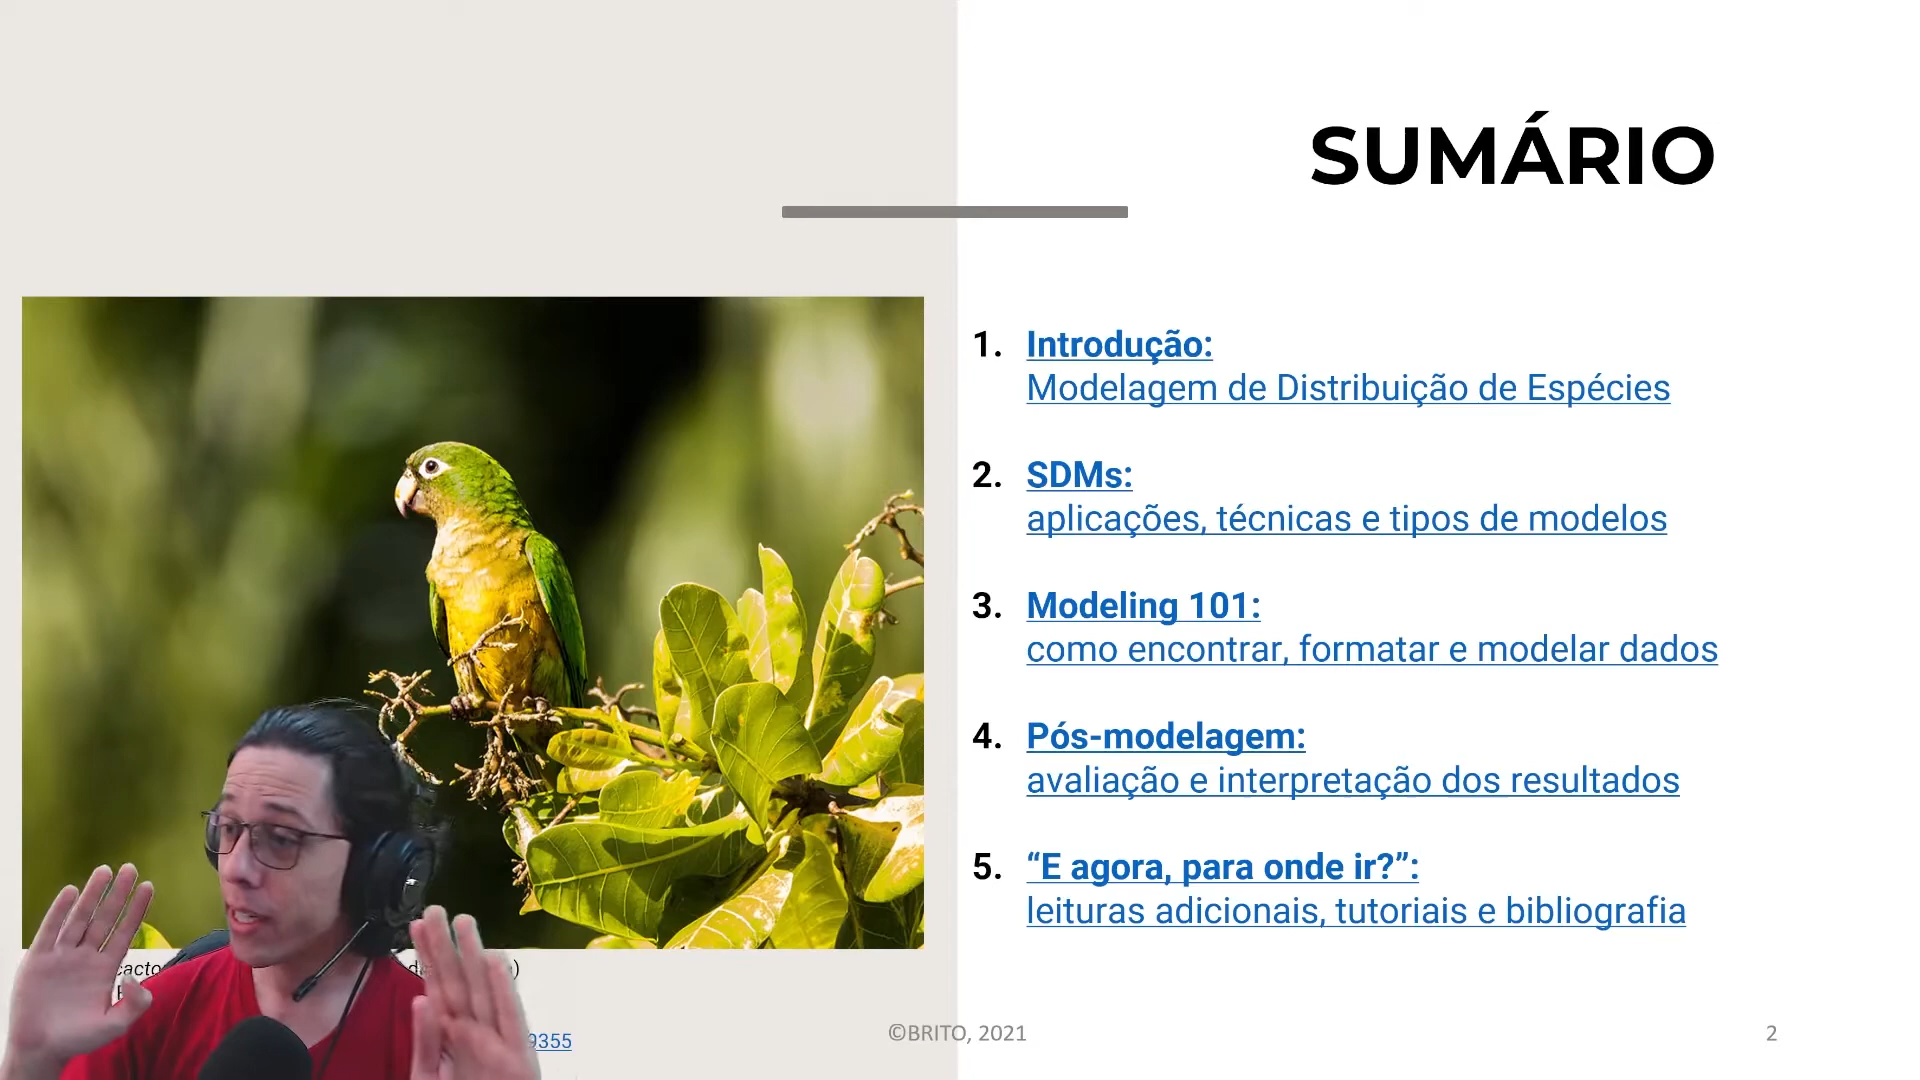 SUMÁRIO
1. Introdução:
Modelagem de Distribuição de Espécies
2. SDMs:
aplicações, técnicas e tipos de modelos
3. Modeling 101:
como encontrar, formatar e modelar dados
4. Pós-modelagem:
avaliação e interpretação dos resultados
5. “E agora, para onde ir?”:
leituras adicionais, tutoriais e bibliografia
9355
©BRITO, 2021
2